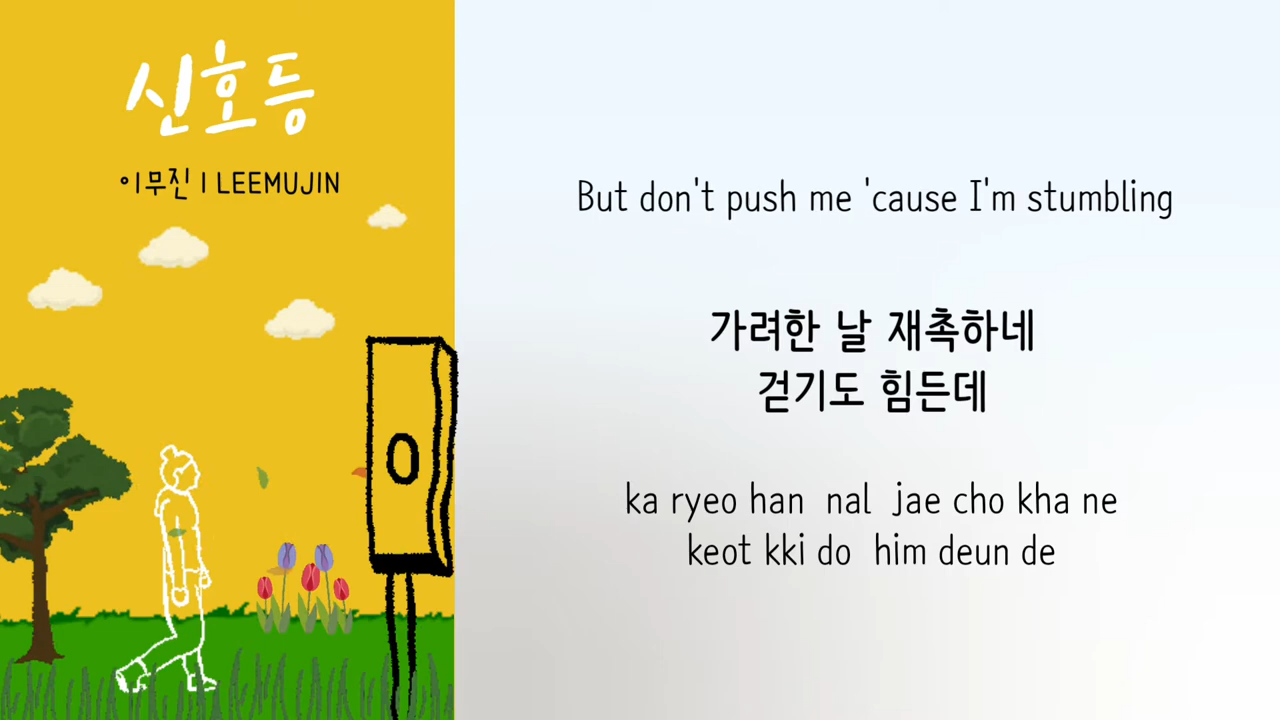 신호등
이무진 | LEEMUJIN
But don't push me 'cause I'm stumbling
가려한 날 재촉하네
걷기도 힘든데
ka ryeo han nal jae cho kha ne
keot kki do him deun de
0